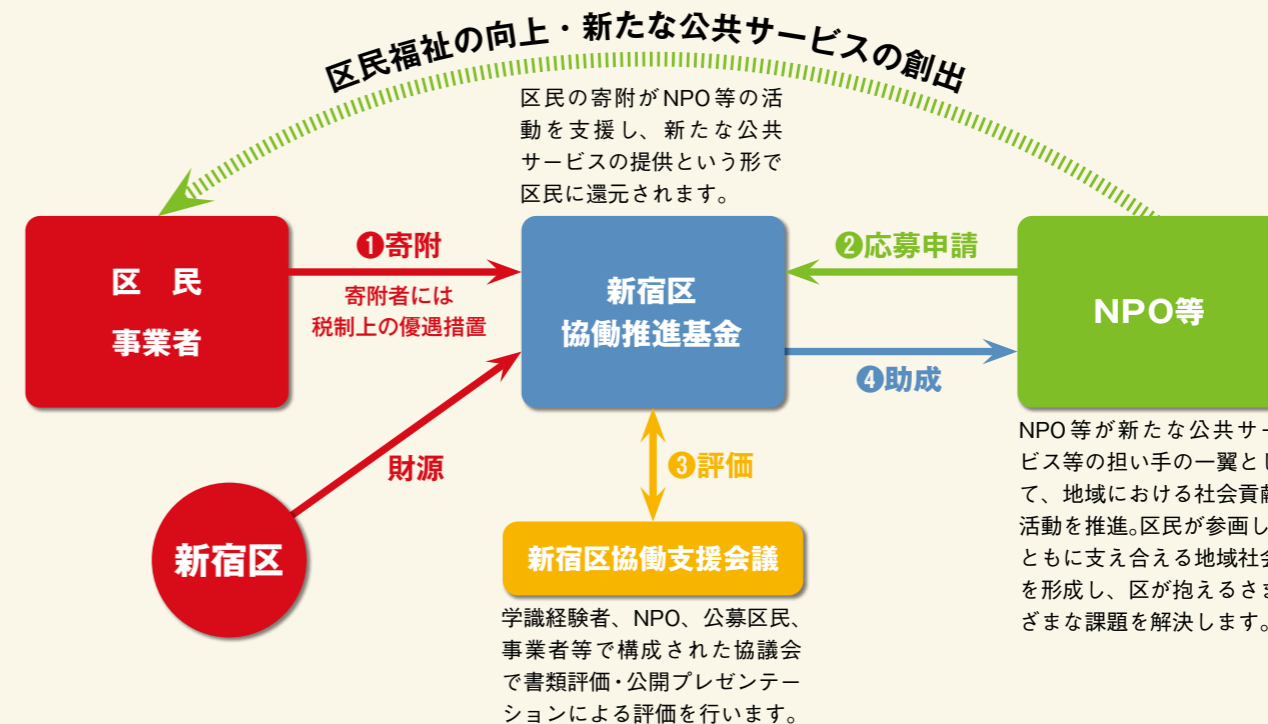 区民福祉の向上・新たな公共サービスの創出
区民の寄附がNPO等の活
動を支援し、新たな公共
サービスの提供という形で
区民に還元されます。
区 民
事業者
❶寄附
寄附者には
税制上の優遇措置
新宿区
協働推進基金
❷応募申請
❹助成
NPO等
財源
❸評価
新宿区
新宿区協働支援会議
学識経験者、NPO、公募区民、
事業者等で構成された協議会
で書類評価・公開プレゼンテー
ションによる評価を行います。
NPO等が新たな公共サー
ビス等の担い手の一翼とし
て、地域における社会貢献
活動を推進。区民が参画し
ともに支え合える地域社会
を形成し、区が抱えるさま
ざまな課題を解決します。